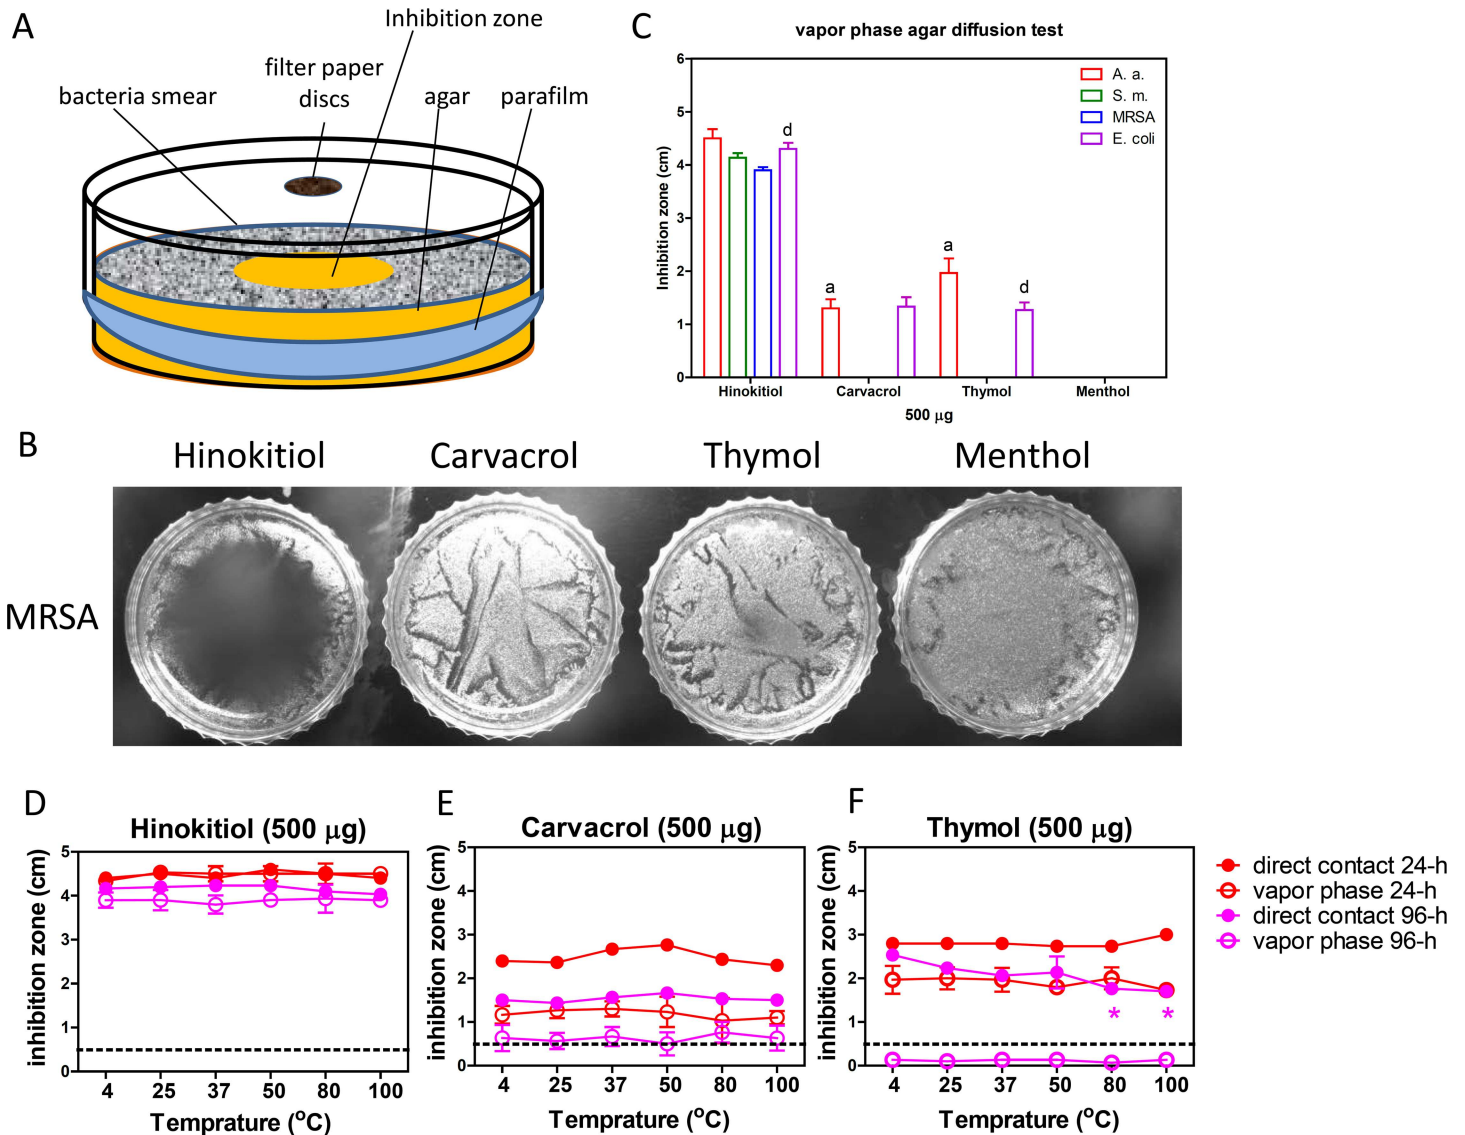 A
Inhibition zone
filter paper
discs
bacteria smear
agar
parafilm
C
vapor phase agar diffusion test
Inhibition zone (cm)
6
5
4
3
2
1
0
A. a.
S. m.
MRSA
E. coli
d
a
a
d
Hinokitiol
Carvacrol
Thymol
Menthol
500 µg
B
Hinokitiol
Carvacrol
Thymol
Menthol
MRSA
D
Hinokitiol (500 µg)
inhibition zone (cm)
5
4
3
2
1
0
4
25
37
50
80
100
Temprature (°C)
E
Carvacrol (500 µg)
inhibition zone (cm)
5
4
3
2
1
0
4
25
37
50
80
100
Temprature (°C)
F
Thymol (500 µg)
inhibition zone (cm)
5
4
3
2
1
0
*
*
4
25
37
50
80
100
Temprature (°C)
direct contact 24-h
vapor phase 24-h
direct contact 96-h
vapor phase 96-h